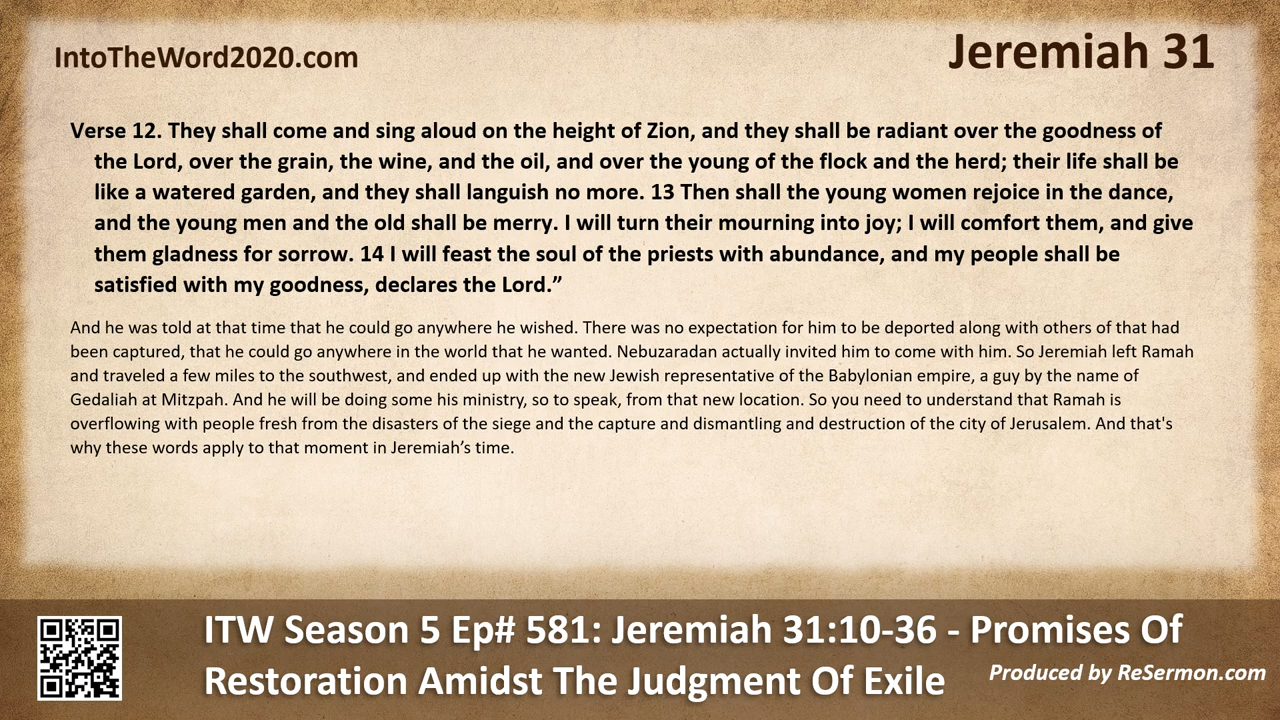 IntoTheWord2020.com
Jeremiah 31
Verse 12. They shall come and sing aloud on the height of Zion, and they shall be radiant over the goodness of
the Lord, over the grain, the wine, and the oil, and over the young of the flock and the herd; their life shall be
like a watered garden, and they shall languish no more. 13 Then shall the young women rejoice in the dance,
and the young men and the old shall be merry. I will turn their mourning into joy; I will comfort them, and give
them gladness for sorrow. 14 I will feast the soul of the priests with abundance, and my people shall be
satisfied with my goodness, declares the Lord.”
And he was told at that time that he could go anywhere he wished. There was no expectation for him to be deported along with others of that had
been captured, that he could go anywhere in the world that he wanted. Nebuzaradan actually invited him to come with him. So Jeremiah left Ramah
and traveled a few miles to the southwest, and ended up with the new Jewish representative of the Babylonian empire, a guy by the name of
Gedaliah at Mitzpah. And he will be doing some his ministry, so to speak, from that new location. So you need to understand that Ramah is
overflowing with people fresh from the disasters of the siege and the capture and dismantling and destruction of the city of Jerusalem. And that's
why these words apply to that moment in Jeremiah’s time.
ITW Season 5 Ep# 581: Jeremiah 31:10-36 - Promises Of
Restoration Amidst The Judgment Of Exile
Produced by ReSermon.com